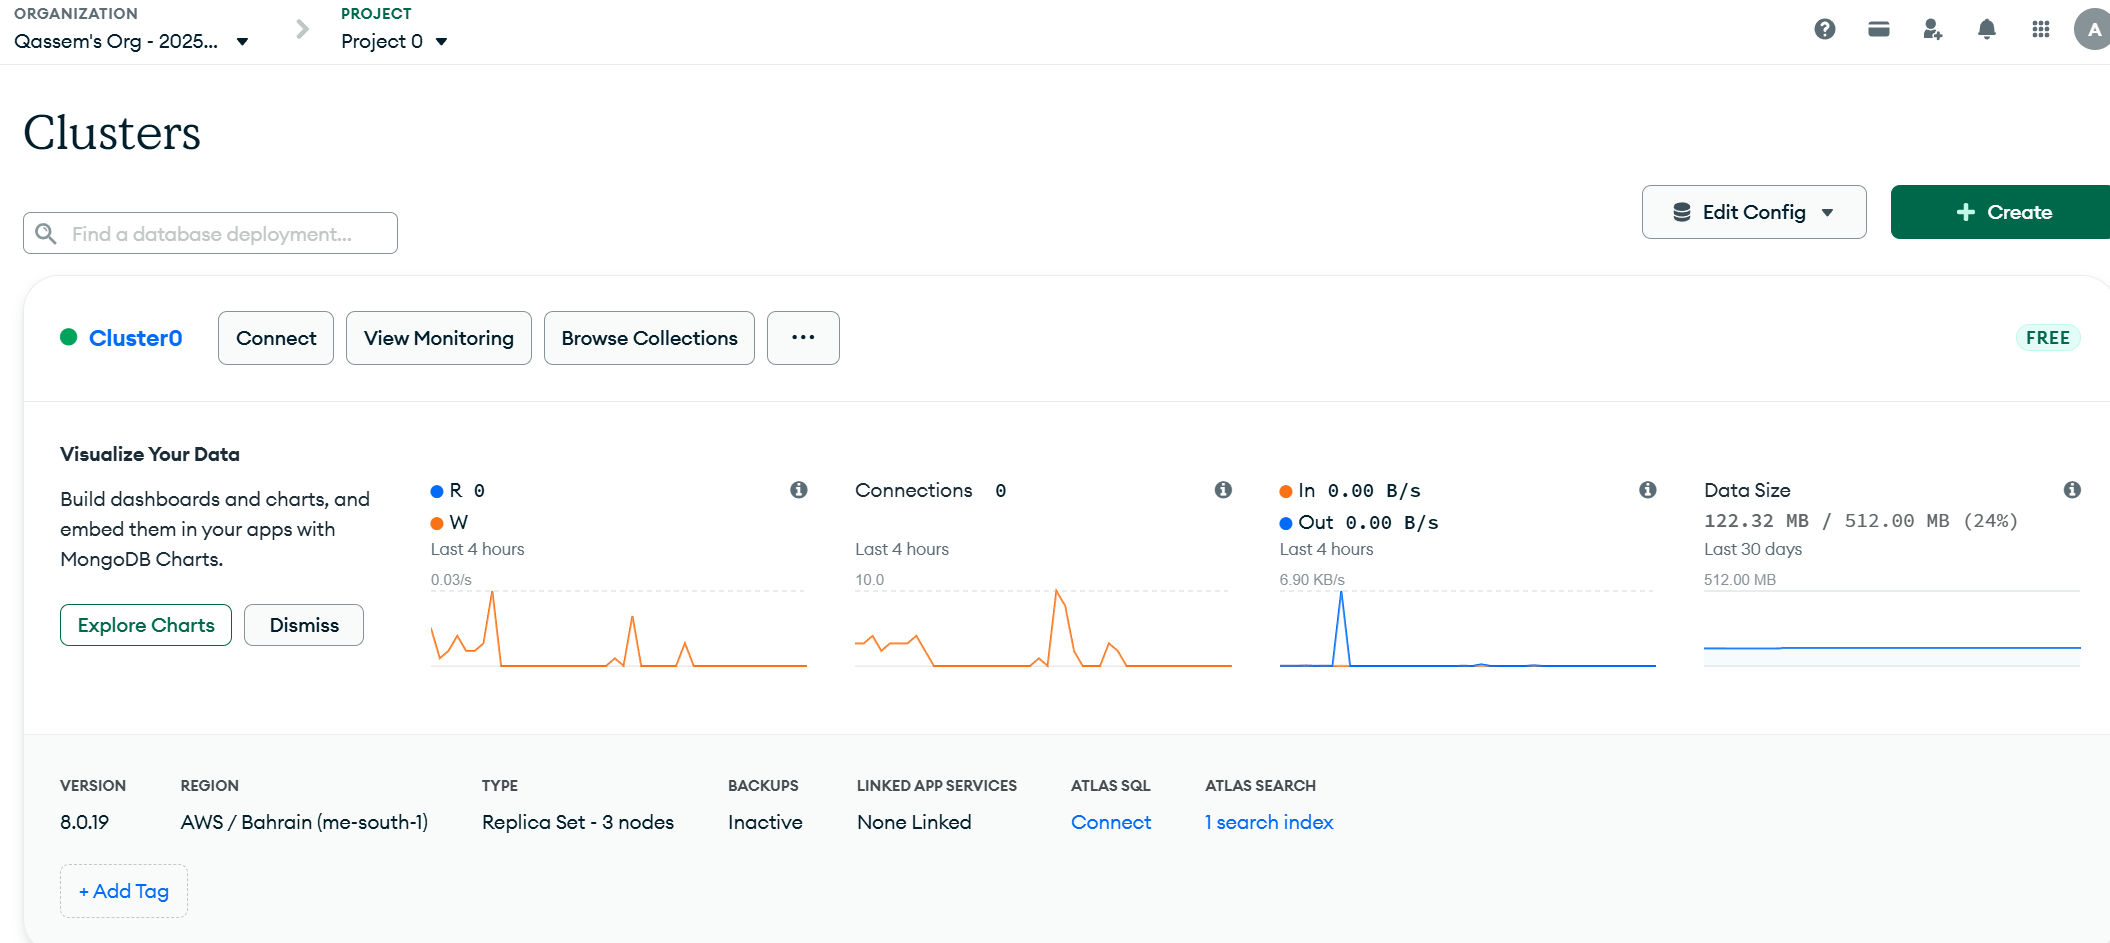 ORGANIZATION
Qassem's Org - 2025...
PROJECT
Project 0
A
Clusters
Find a database deployment...
Edit Config
+ Create
Cluster0
Connect
View Monitoring
Browse Collections
...
FREE
Visualize Your Data
Build dashboards and charts, and
embed them in your apps with
MongoDB Charts.
Explore Charts
Dismiss
R 0
W
Last 4 hours
0.03/s
Connections 0
Last 4 hours
10.0
In 0.00 B/s
Out 0.00 B/s
Last 4 hours
6.90 KB/s
Data Size
122.32 MB / 512.00 MB (24%)
Last 30 days
512.00 MB
VERSION
8.0.19
REGION
AWS / Bahrain (me-south-1)
TYPE
Replica Set - 3 nodes
BACKUPS
Inactive
LINKED APP SERVICES
None Linked
ATLAS SQL
Connect
ATLAS SEARCH
1 search index
+ Add Tag